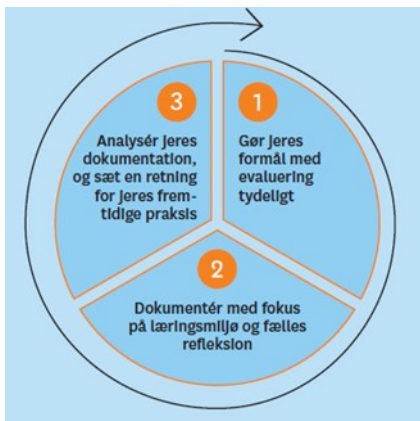 1
Gør jeres
formål med
evaluering
tydeligt
2
Dokumentér med fokus
på læringsmiljø og fælles
refleksion
3
Analysér jeres
dokumentation,
og sæt en retning
for jeres frem-
tidige praksis